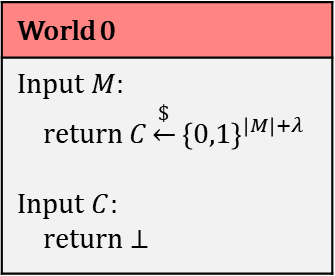 World 0
Input M:
return C <-$ {0,1}^{|M|+λ}
Input C:
return ⊥